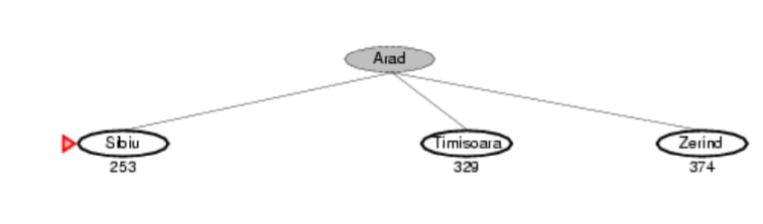 Arad
Sibiu
Timisoara
Zerind
253
329
374